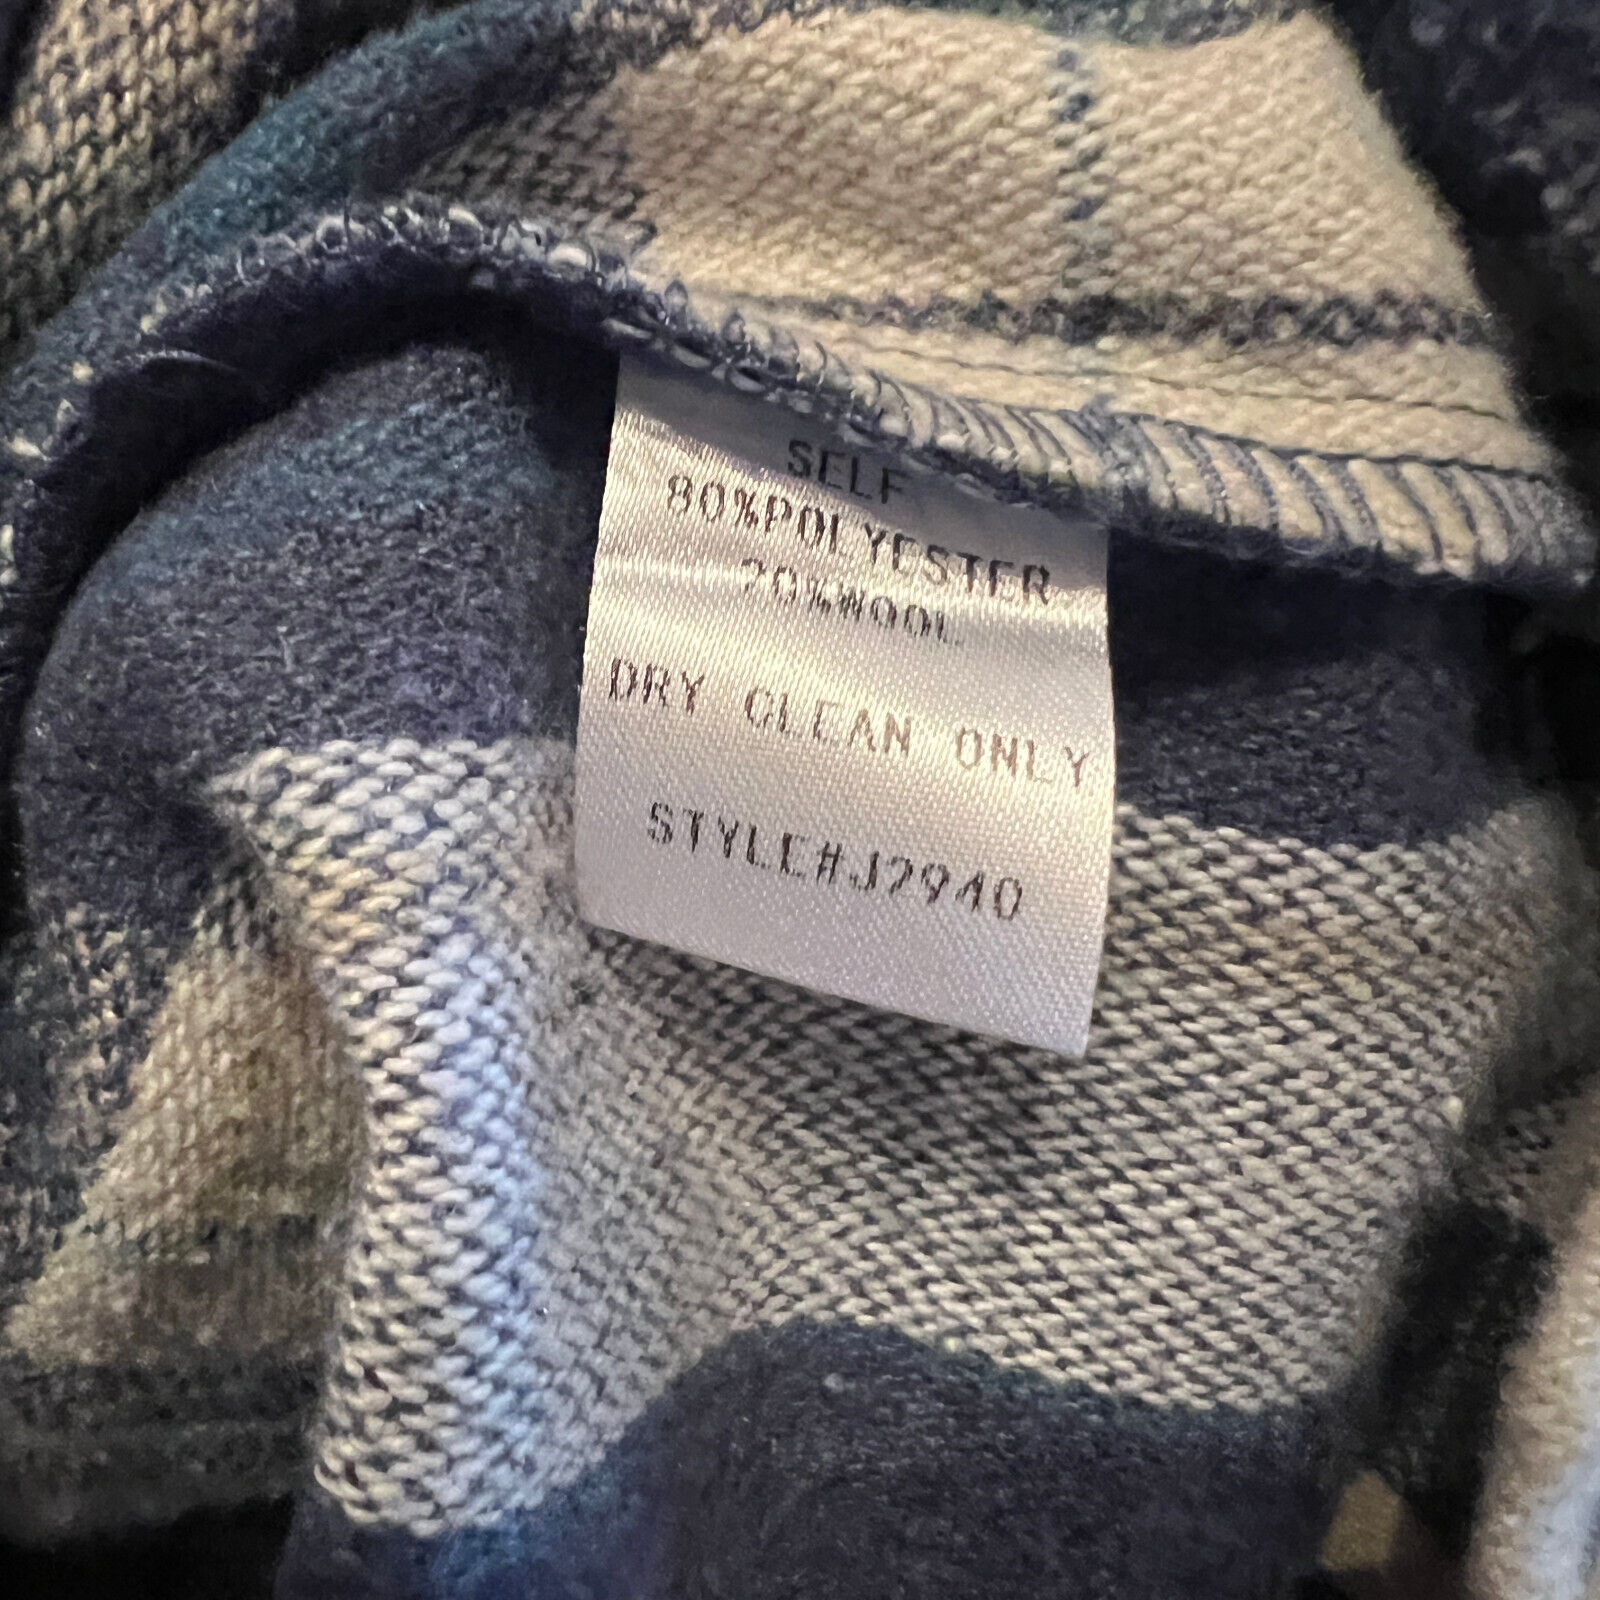 SELF
80%POLYESTER
20%WOOL
DRY CLEAN ONLY
STYLE#J2940